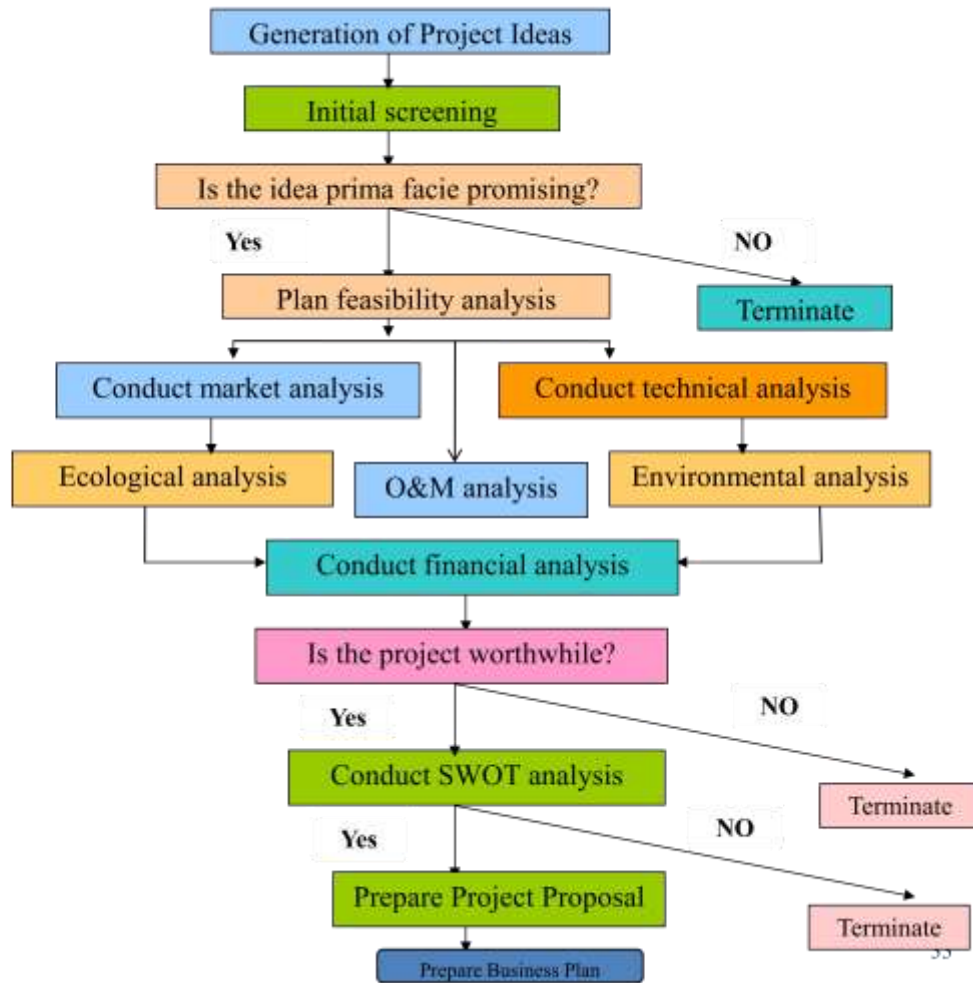 Generation of Project Ideas
Initial screening
Is the idea prima facie promising?
Yes
NO
Plan feasibility analysis
Terminate
Conduct market analysis
Conduct technical analysis
Ecological analysis
O&M analysis
Environmental analysis
Conduct financial analysis
Is the project worthwhile?
Yes
NO
Conduct SWOT analysis
Terminate
Yes
NO
Prepare Project Proposal
Terminate
Prepare Business Plan